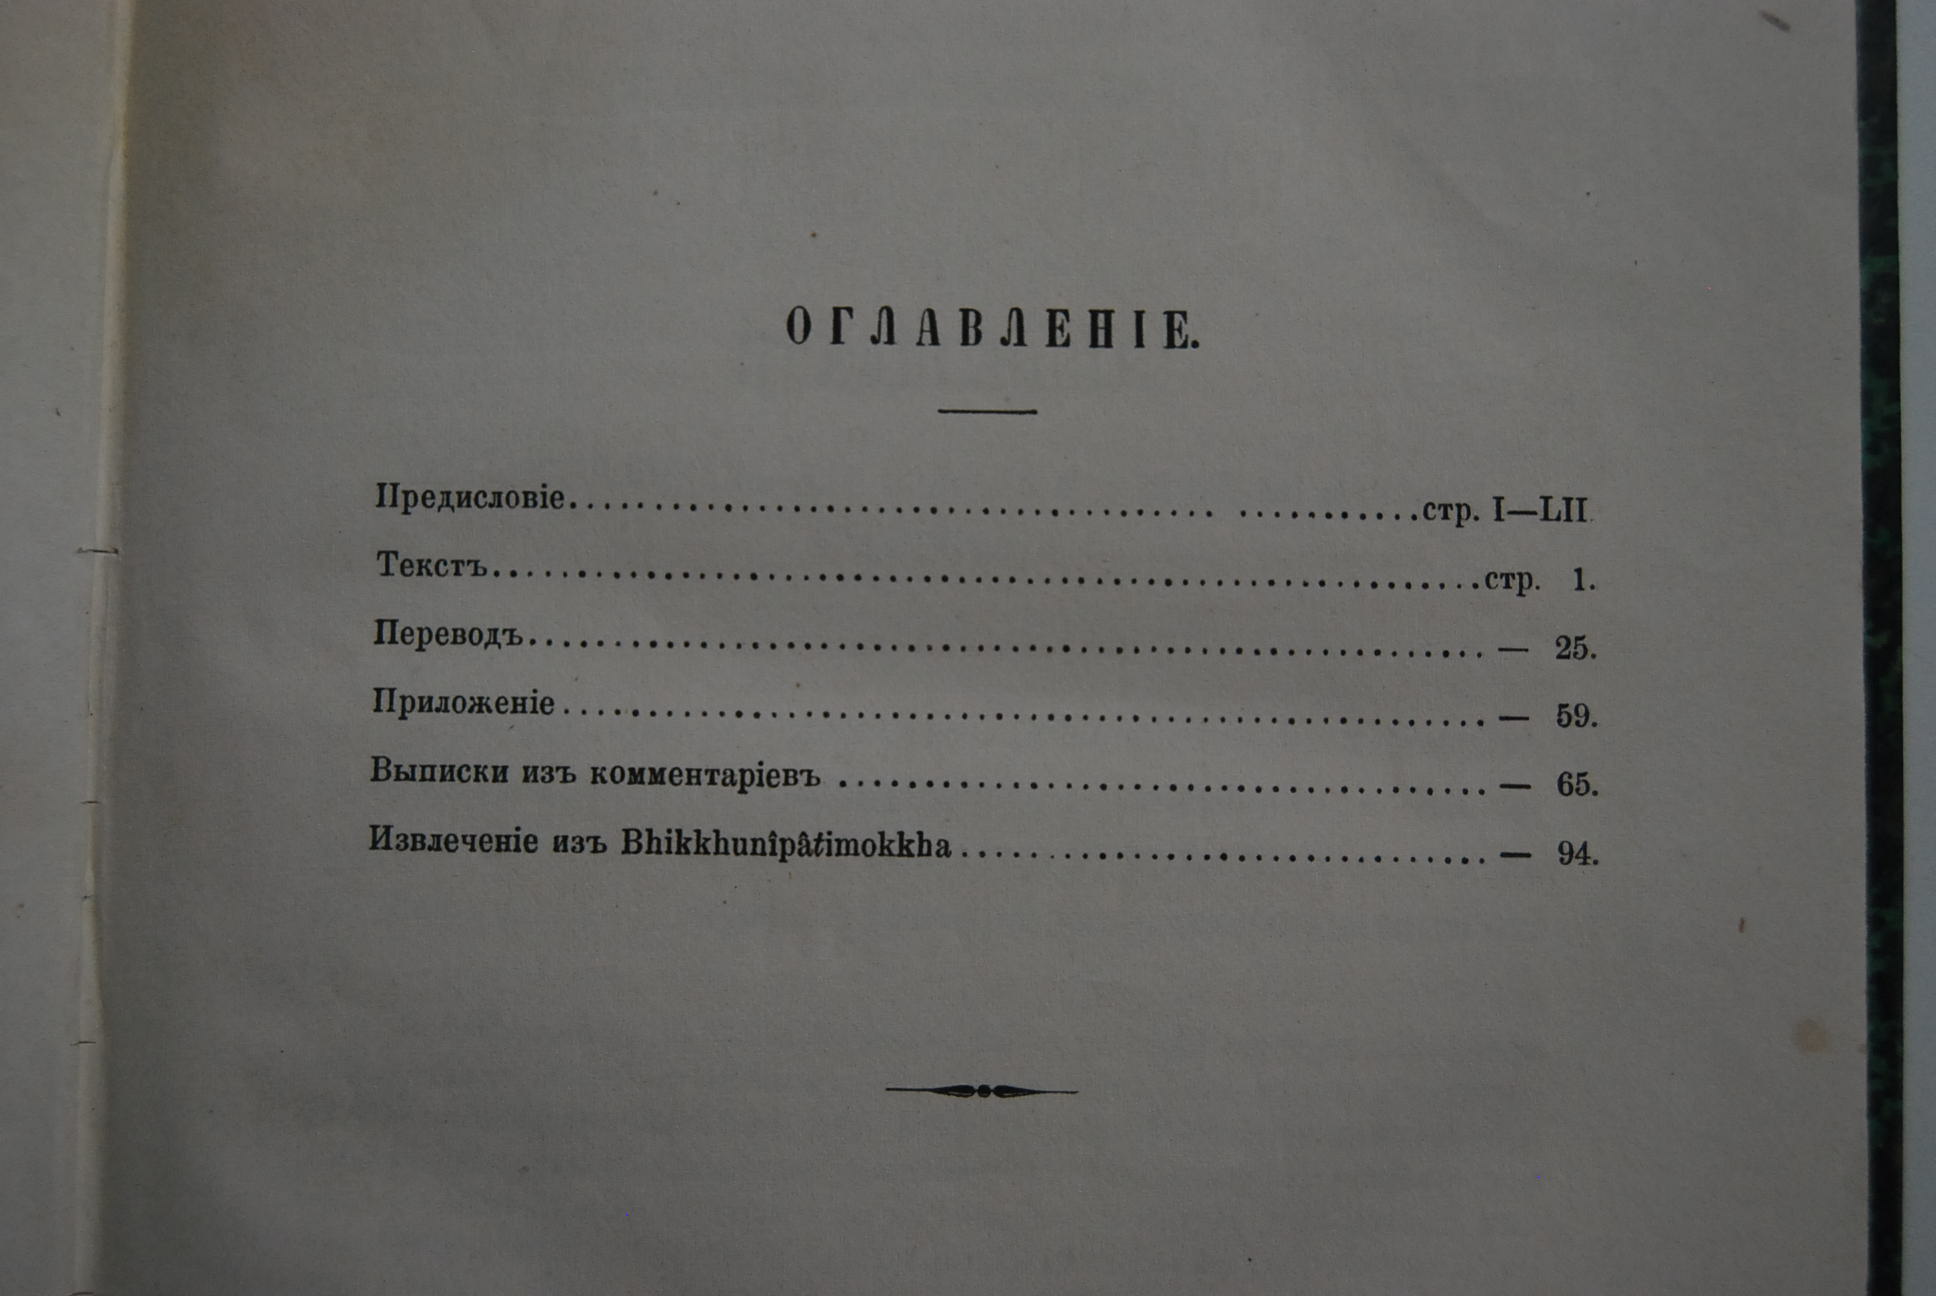 ОГЛАВЛЕНІЕ.
Предисловіе........................................ стр. I—LII
Текстъ........................................ стр. 1.
Переводъ........................................ — 25.
Приложеніе........................................ — 59.
Выписки изъ комментаріевъ ........................................ — 65.
Извлеченіе изъ Bhikkhunîpâtimokkha........................................ — 94.